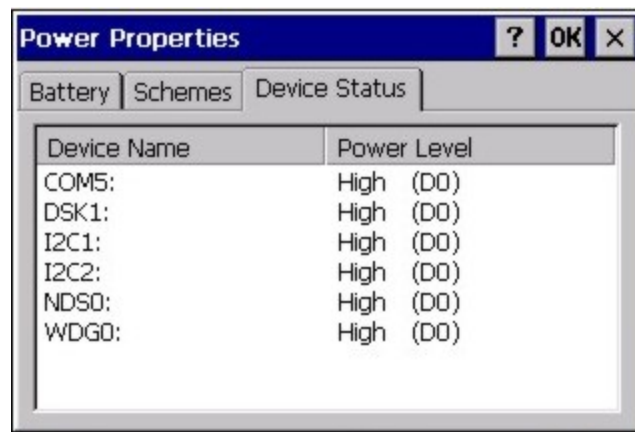 Power Properties ? OK ×
Battery Schemes Device Status
Device Name Power Level
COM5: High (D0)
DSK1: High (D0)
I2C1: High (D0)
I2C2: High (D0)
NDS0: High (D0)
WDG0: High (D0)